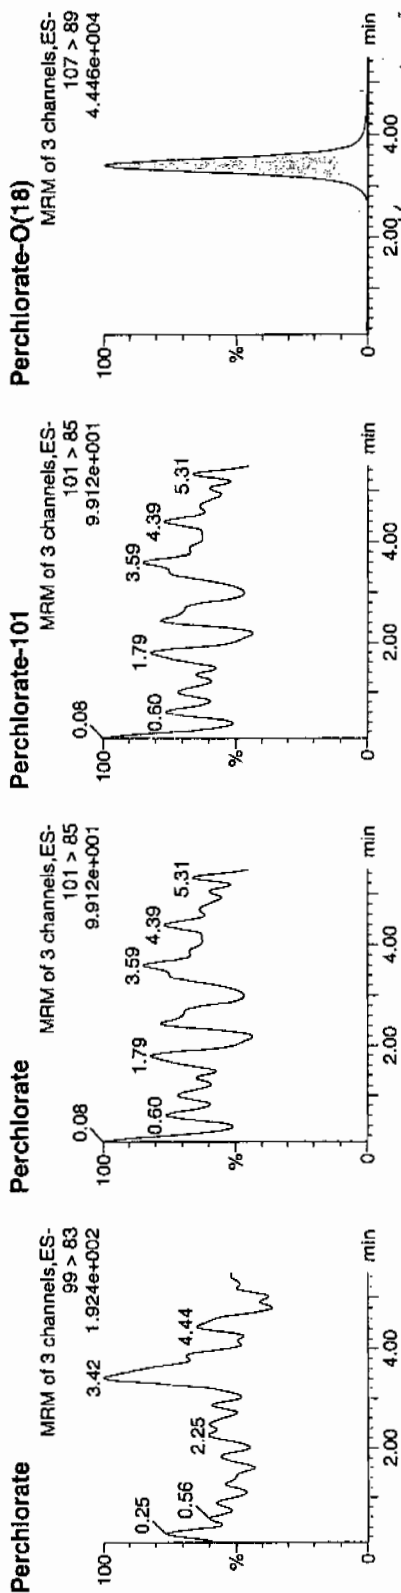 Perchlorate
MRM of 3 channels,ES-
99 > 83
1.924e+002
100
%
0
0.25
0.56
2.25
3.42
4.44
2.00
4.00
min
Perchlorate
MRM of 3 channels,ES-
101 > 85
9.912e+001
100
%
0
0.08
0.60
1.79
3.59
4.39
5.31
2.00
4.00
min
Perchlorate-101
MRM of 3 channels,ES-
101 > 85
9.912e+001
100
%
0
0.08
0.60
1.79
3.59
4.39
5.31
2.00
4.00
min
Perchlorate-O(18)
MRM of 3 channels,ES-
107 > 89
4.446e+004
100
%
0
2.00
4.00
min